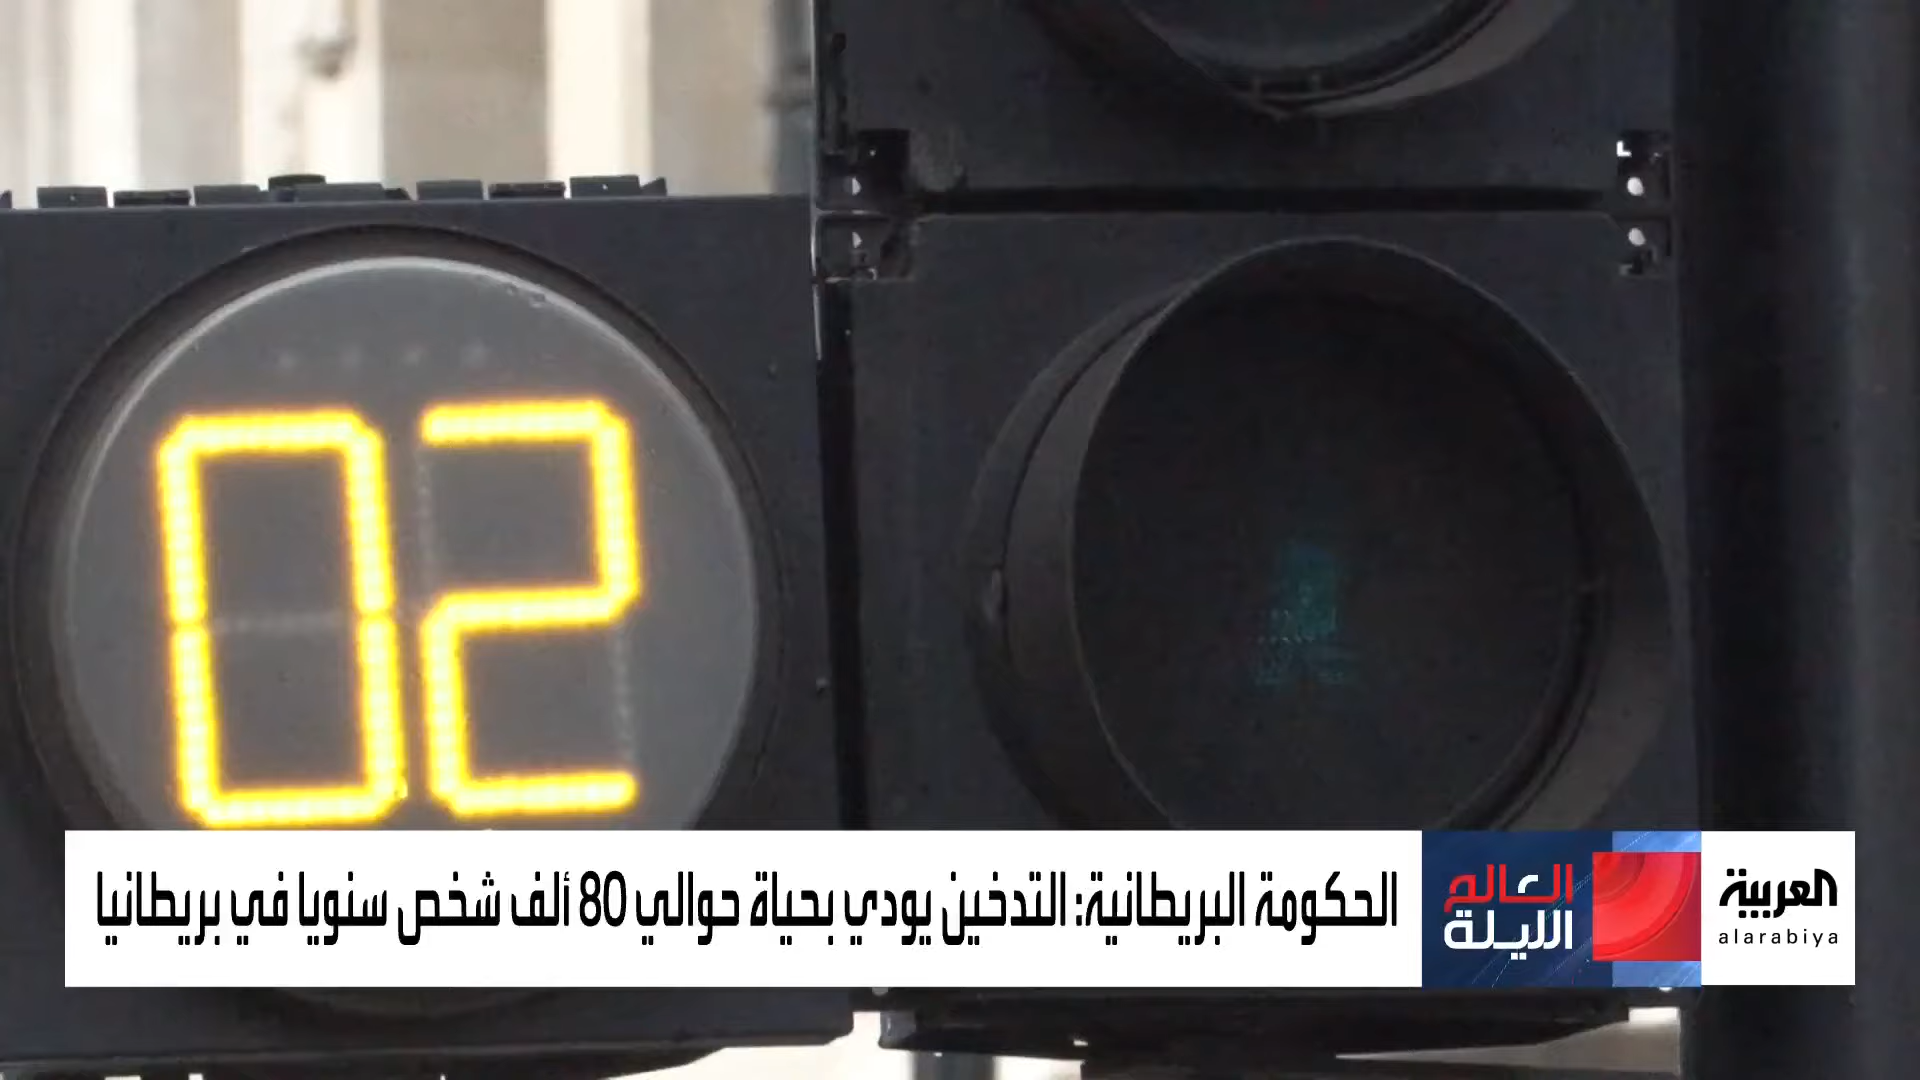 02
الحكومة البريطانية: التدخين يودي بحياة حوالي 80 ألف شخص سنويا في بريطانيا
العالم
الليلة
العربية
alarabiya